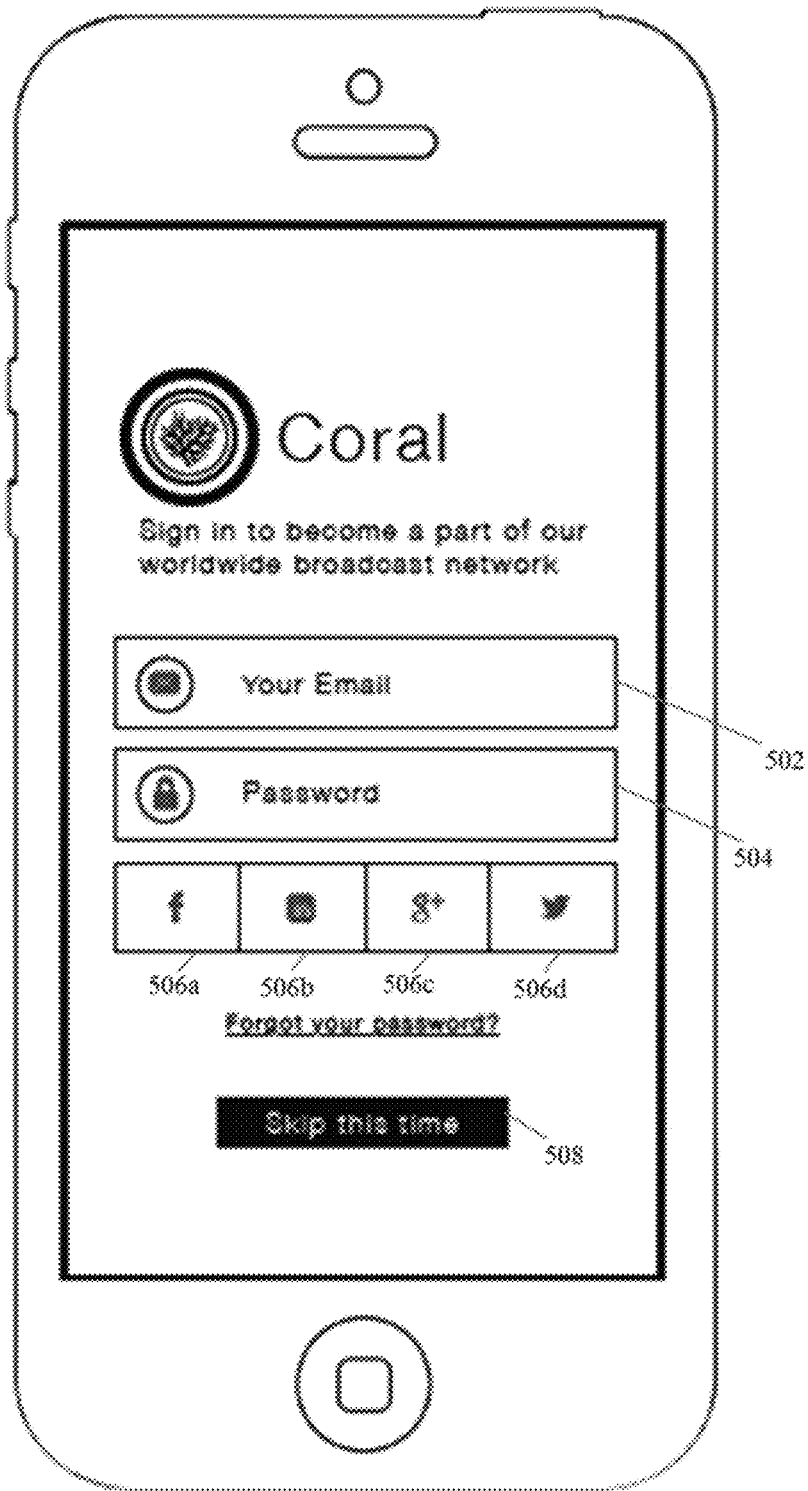 Coral
Sign in to become a part of our
worldwide broadcast network
Your Email
502
Password
504
f
g+
506a 506b 506c 506d
Forgot your password?
Skip this time
508